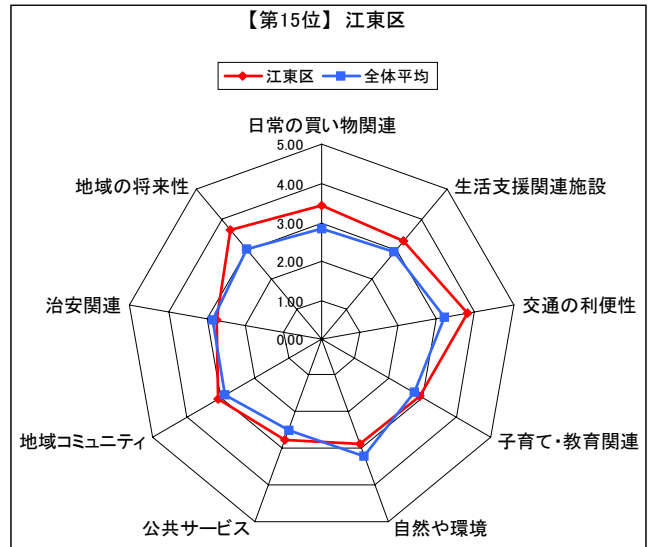 【第15位】 江東区
江東区 全体平均
日常の買い物関連
5.00
地域の将来性
4.00
生活支援関連施設
3.00
2.00
治安関連
1.00
交通の利便性
0.00
地域コミュニティ
子育て・教育関連
公共サービス
自然や環境